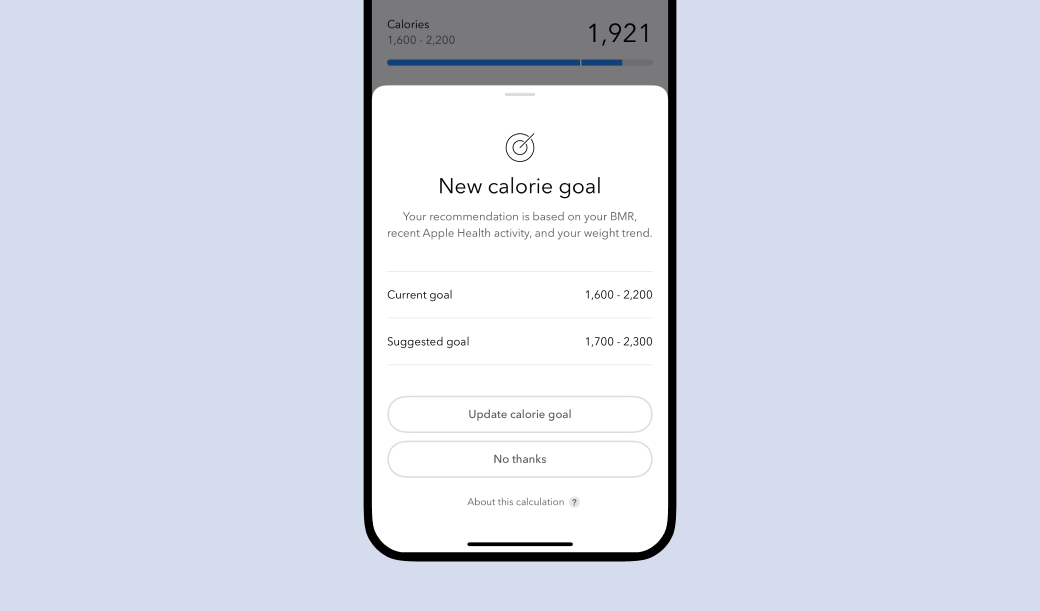 Calories
1,600 - 2,200
1,921
New calorie goal
Your recommendation is based on your BMR,
recent Apple Health activity, and your weight trend.
Current goal 1,600 - 2,200
Suggested goal 1,700 - 2,300
Update calorie goal
No thanks
About this calculation ?